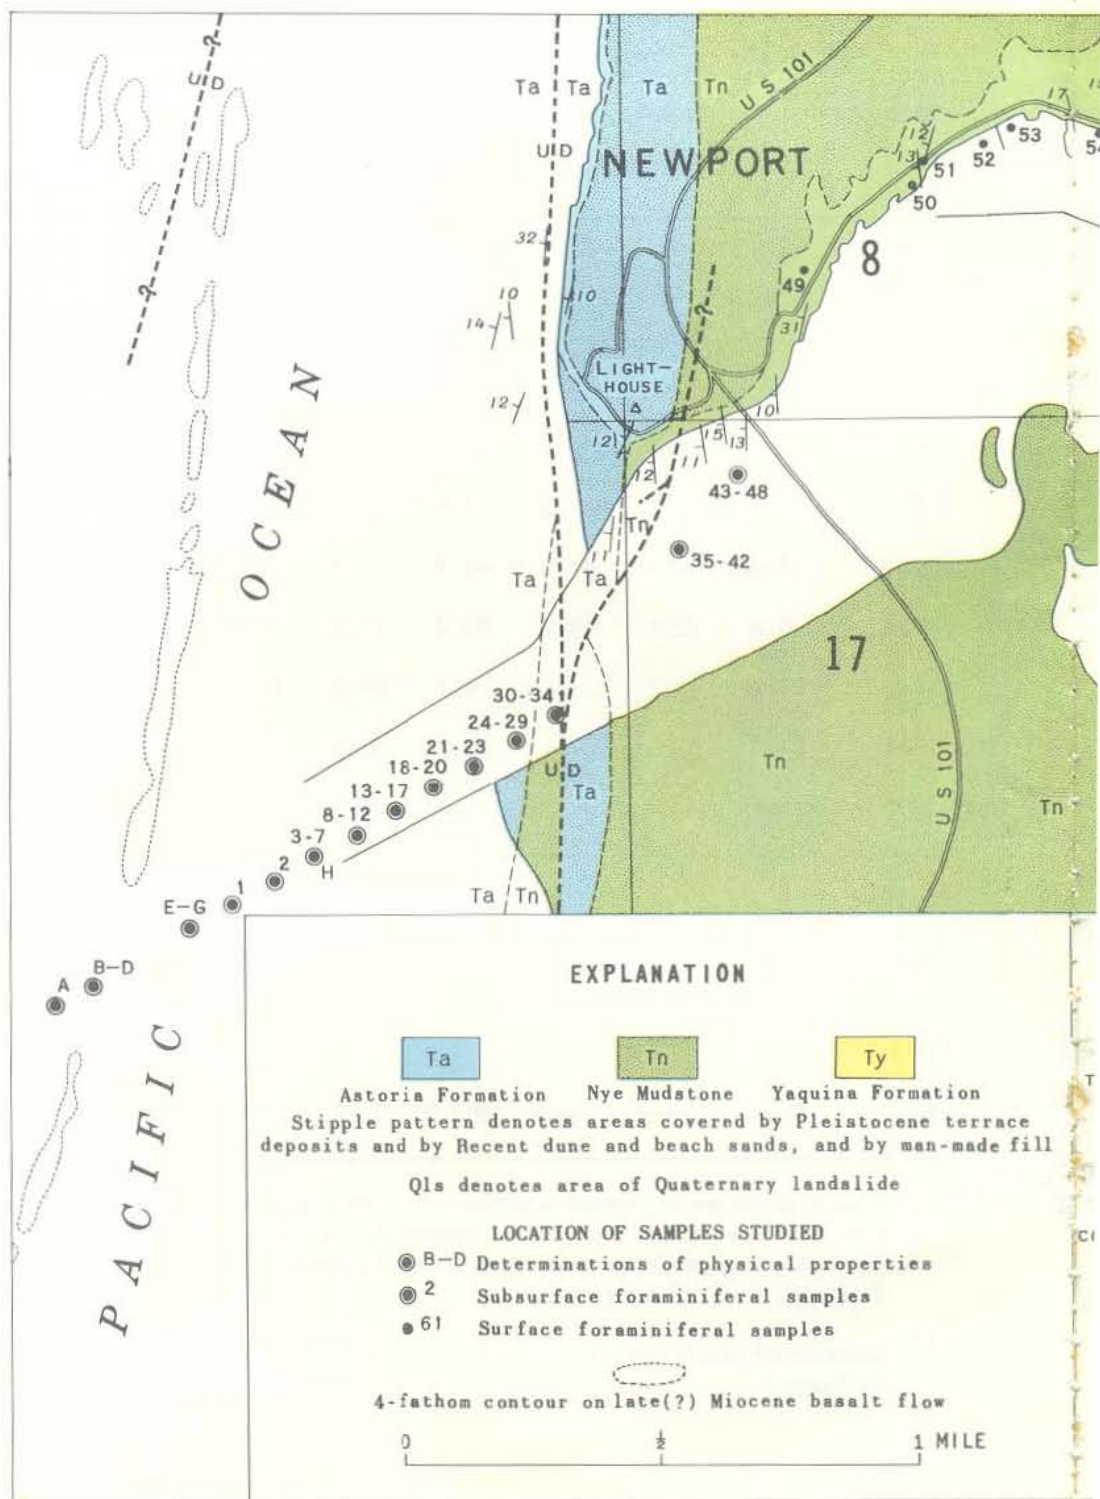 ?
U D
Ta Ta Ta Tn
US 101
17
12
13
53
52
54
51
50
U D
NEWPORT
32
8
49
10
10
14
?
?
31
LIGHT-
HOUSE
12
10
12
15
13
11
12
43-48
Tn
11
35-42
OCEAN
Ta Ta
17
30-34
24-29
21-23
18-20
13-17
8-12
3-7
H
2
1
E-G
B-D
A
U D
Ta
Tn
US 101
Tn
Ta Tn
PACIFIC
EXPLANATION
Ta Tn Ty
Astoria Formation Nye Mudstone Yaquina Formation
Stipple pattern denotes areas covered by Pleistocene terrace
deposits and by Recent dune and beach sands, and by man-made fill
Qls denotes area of Quaternary landslide
LOCATION OF SAMPLES STUDIED
B-D Determinations of physical properties
2 Subsurface foraminiferal samples
61 Surface foraminiferal samples
4-fathom contour on late(?) Miocene basalt flow
0 ½ 1 MILE